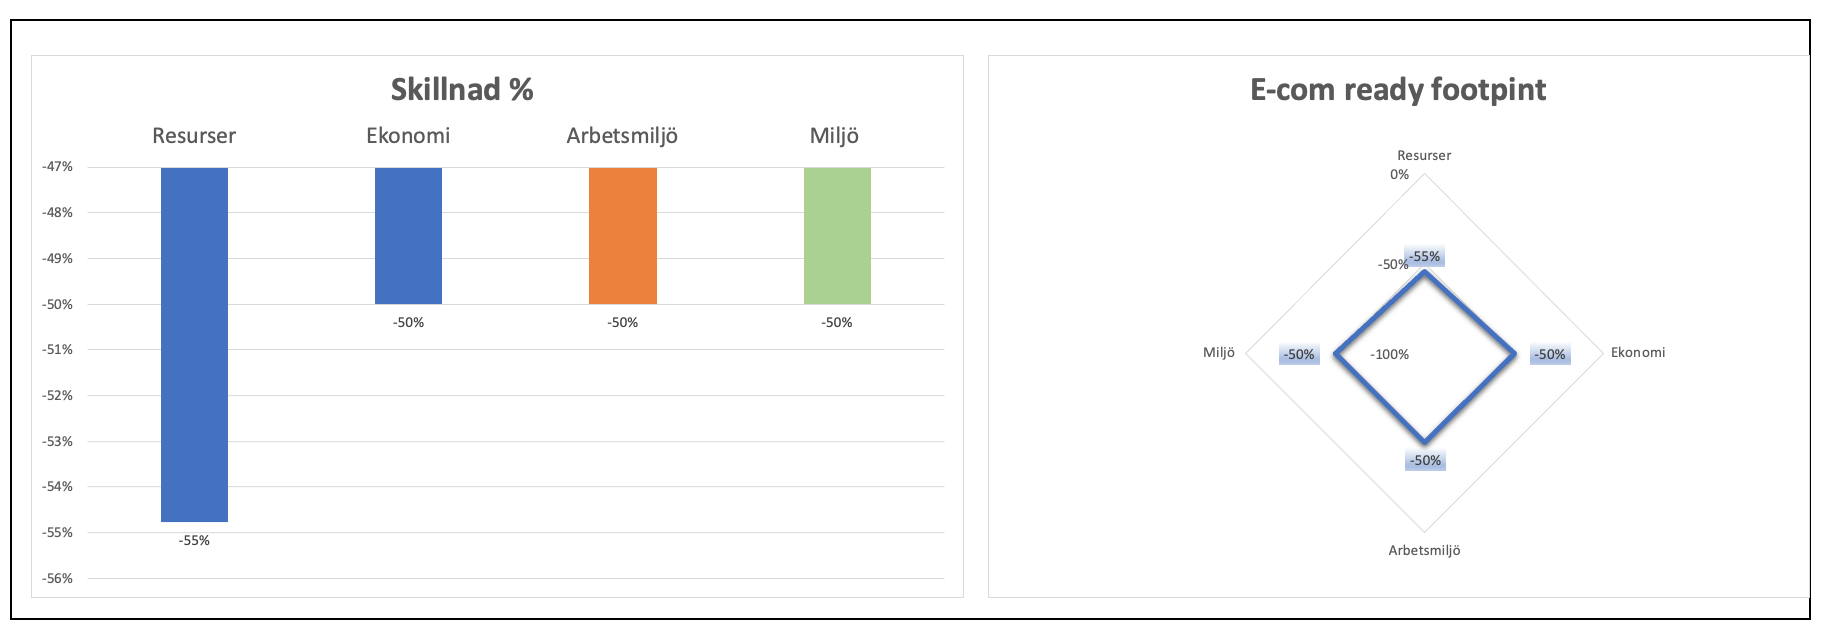 Skillnad %
Resurser Ekonomi Arbetsmiljö Miljö
-47%
-48%
-49%
-50%
-50% -50% -50%
-51%
-52%
-53%
-54%
-55%
-55%
-56%
E-com ready footpint
Resurser
0%
-55%
-50%
Miljö -50% -100% -50% Ekonomi
-50%
Arbetsmiljö